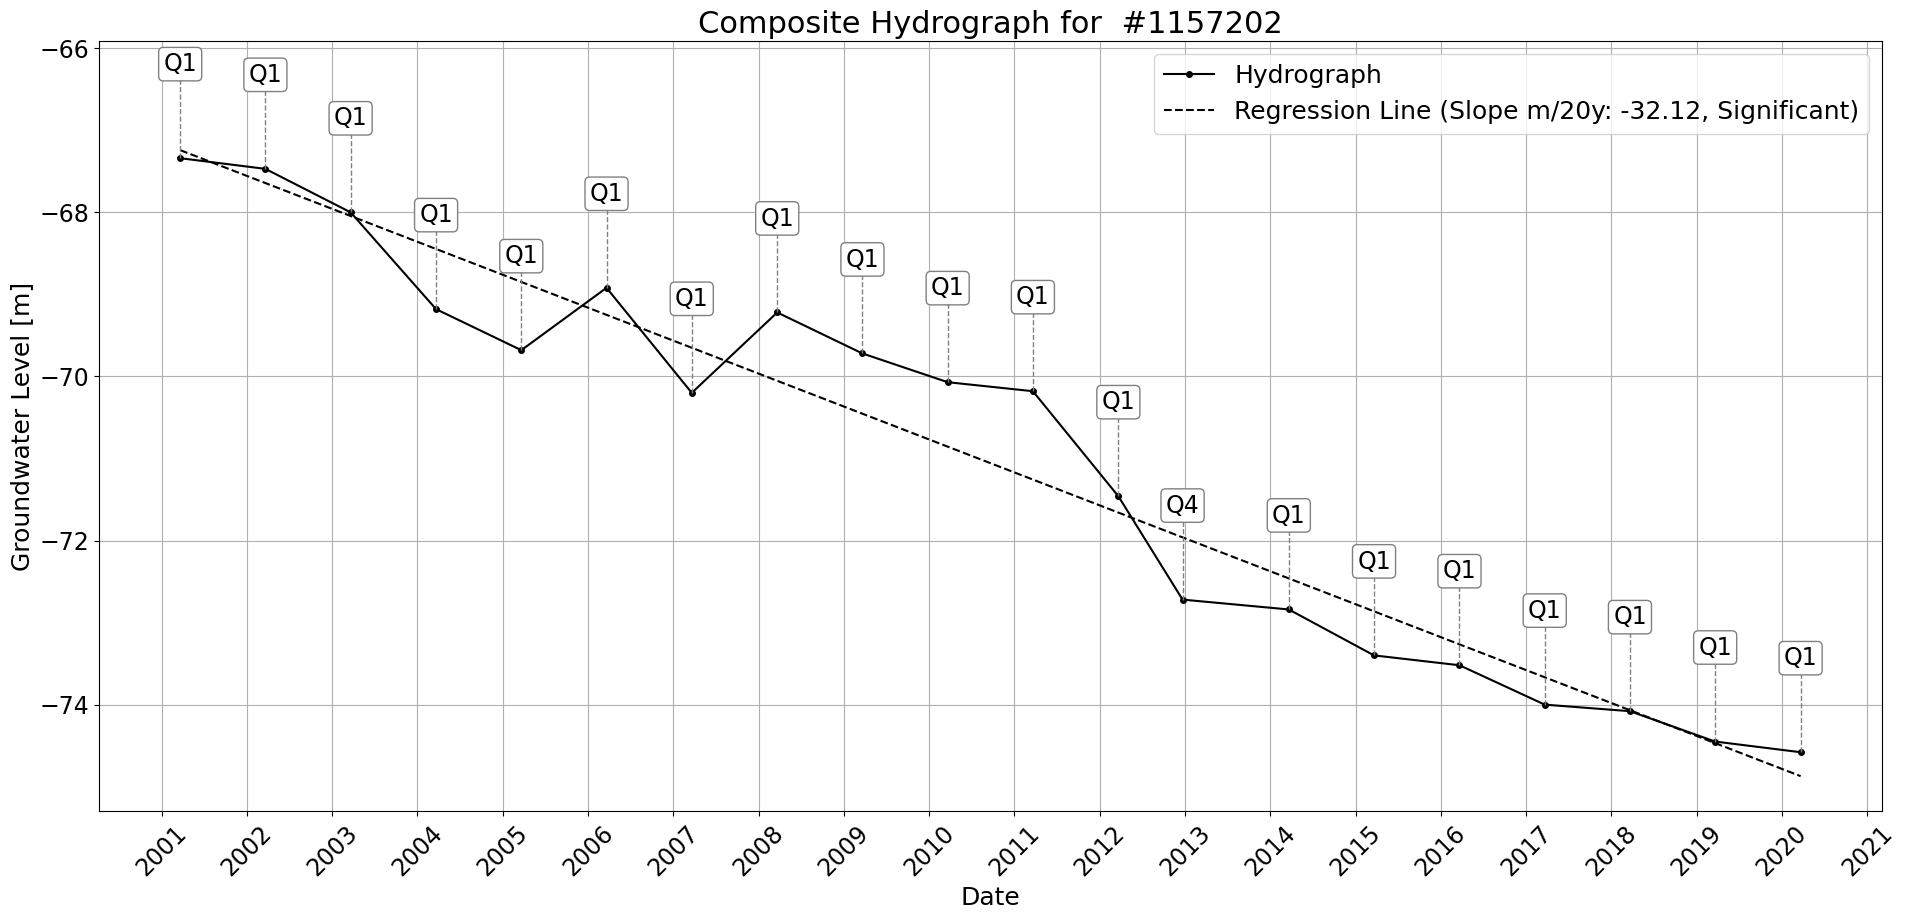 Composite Hydrograph for  #1157202
Hydrograph
Regression Line (Slope m/20y: -32.12, Significant)
Groundwater Level [m]
−66
−68
−70
−72
−74
Q1
Q1
Q1
Q1
Q1
Q1
Q1
Q1
Q1
Q1
Q1
Q1
Q4
Q1
Q1
Q1
Q1
Q1
Q1
Q1
2001
2002
2003
2004
2005
2006
2007
2008
2009
2010
2011
2012
2013
2014
2015
2016
2017
2018
2019
2020
2021
Date